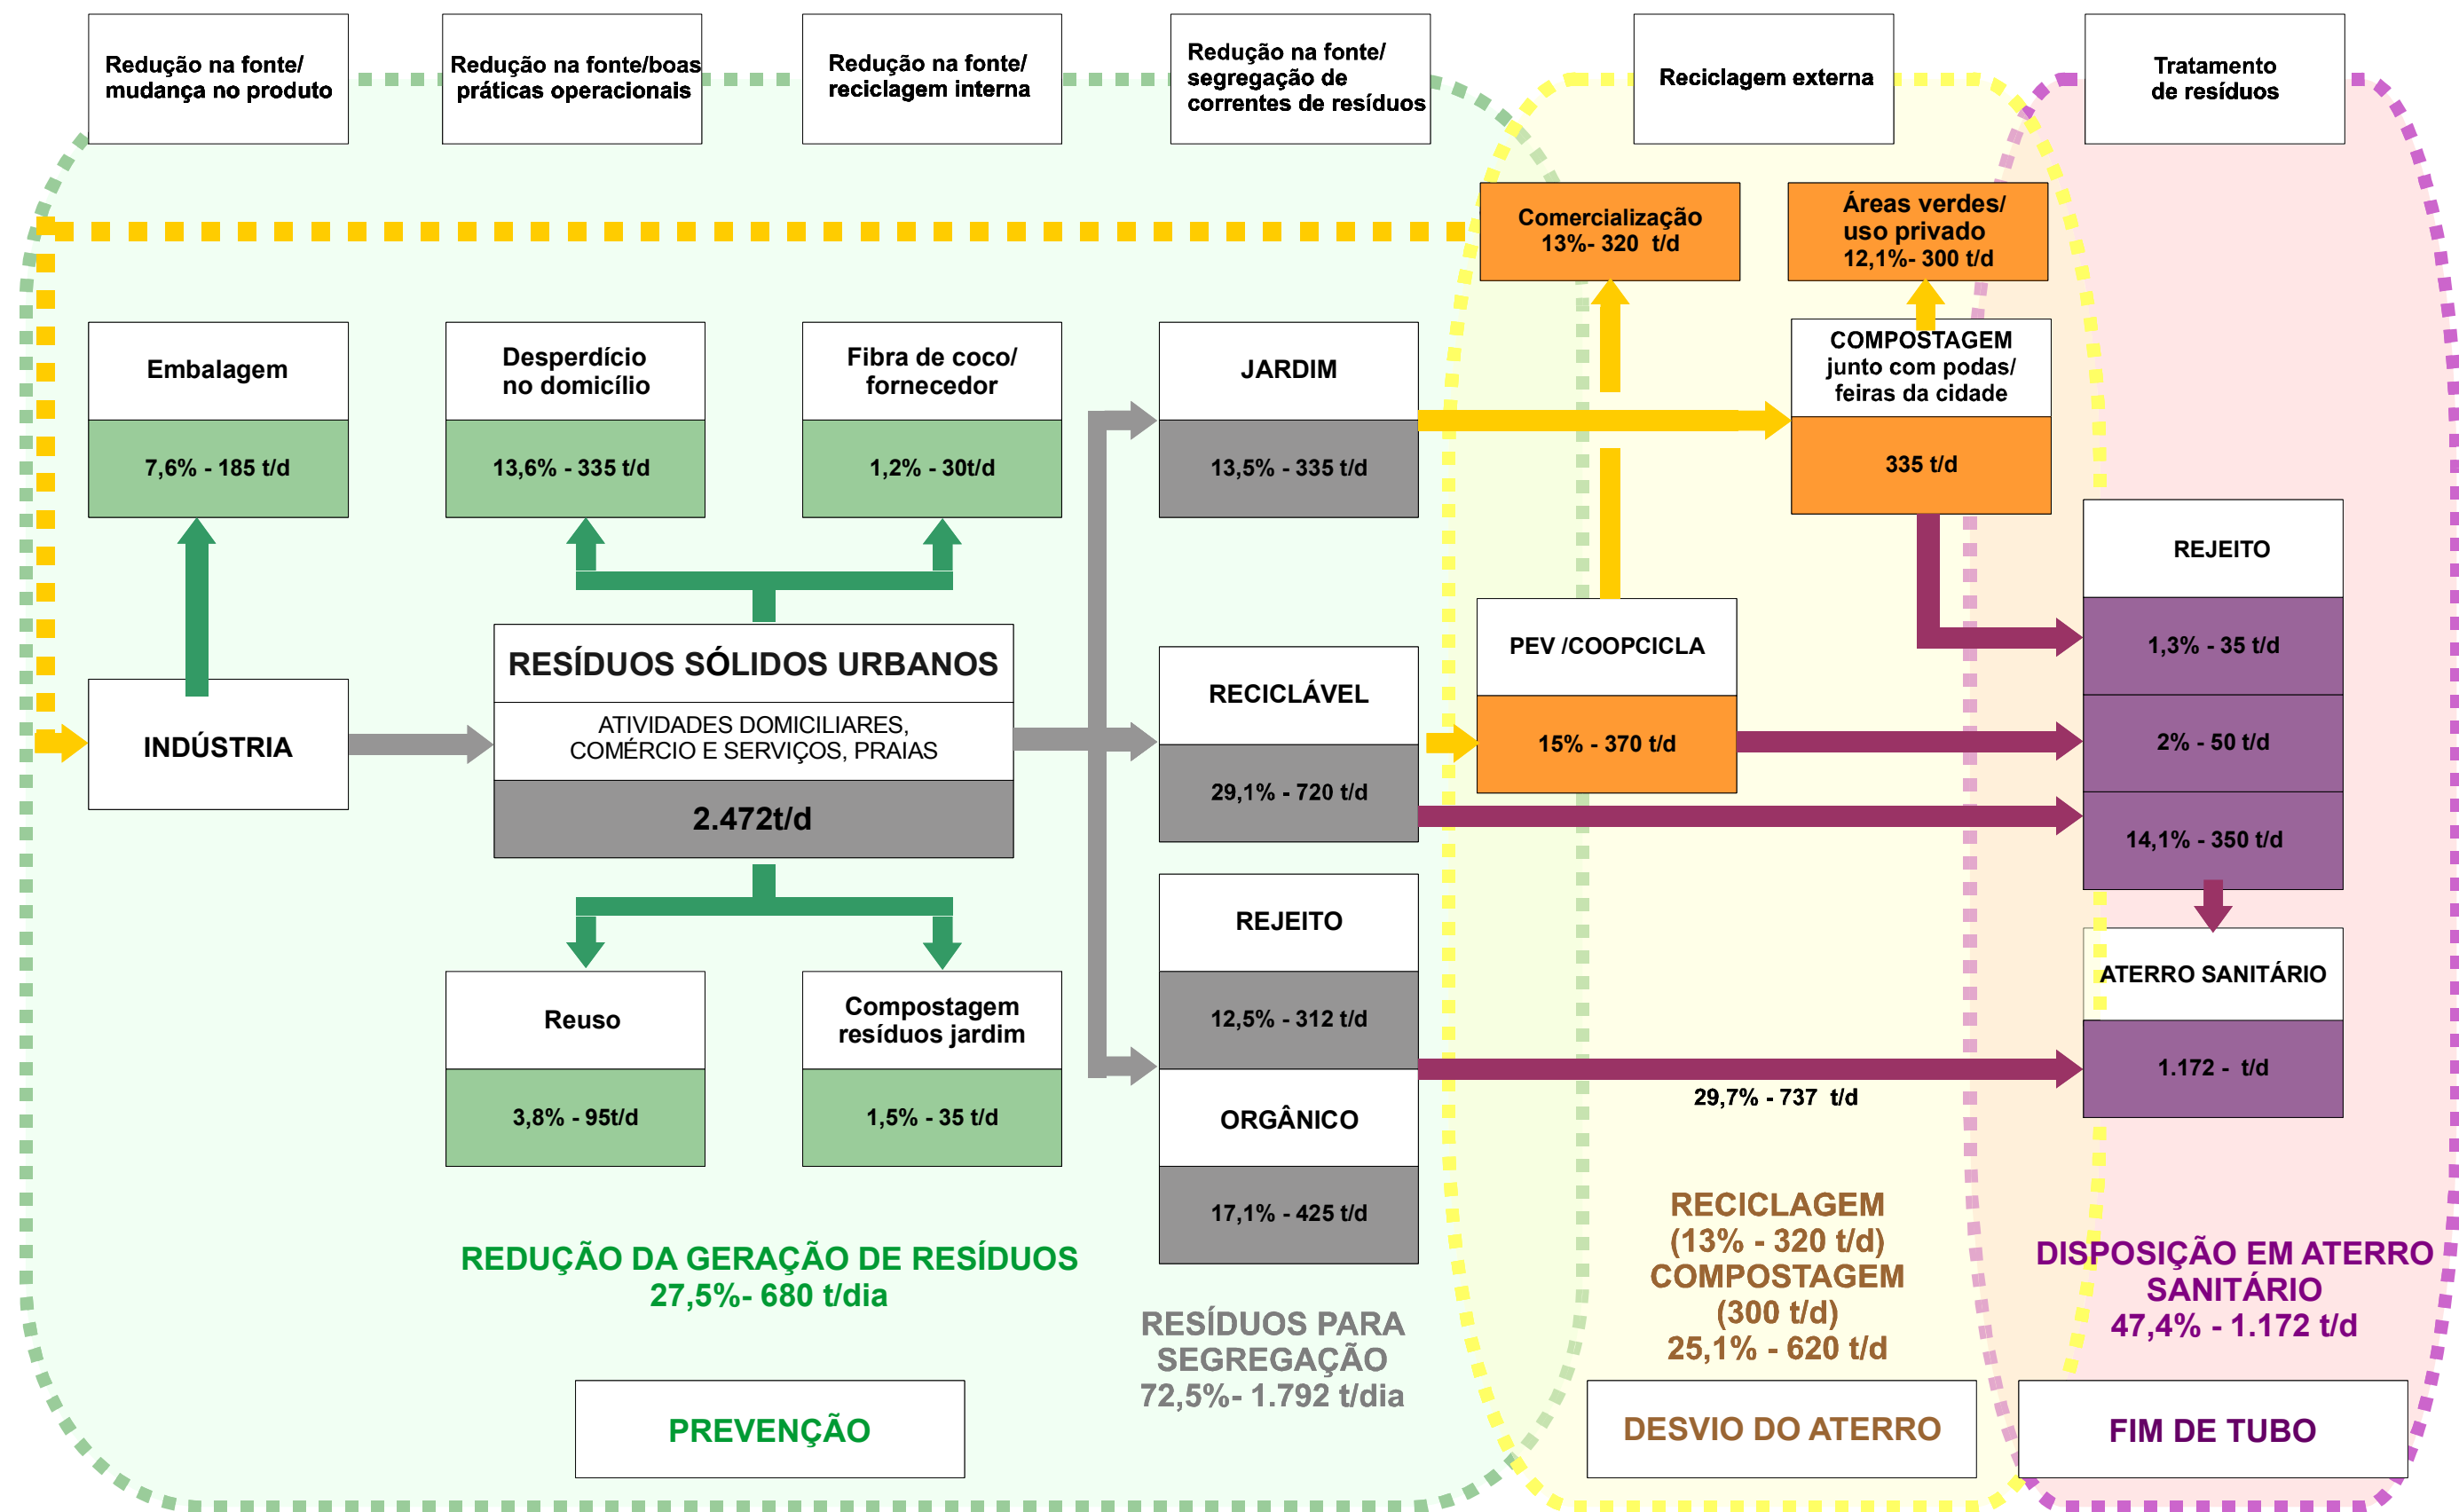 Redução na fonte/
mudança no produto
Redução na fonte/boas
práticas operacionais
Redução na fonte/
reciclagem interna
Redução na fonte/
segregação de
correntes de resíduos
Reciclagem externa
Tratamento
de resíduos
Comercialização
13%- 320 t/d
Áreas verdes/
uso privado
12,1%- 300 t/d
Embalagem
7,6% - 185 t/d
Desperdício
no domicílio
13,6% - 335 t/d
Fibra de coco/
fornecedor
1,2% - 30t/d
JARDIM
13,5% - 335 t/d
COMPOSTAGEM
junto com podas/
feiras da cidade
335 t/d
REJEITO
1,3% - 35 t/d
2% - 50 t/d
14,1% - 350 t/d
INDÚSTRIA
RESÍDUOS SÓLIDOS URBANOS
ATIVIDADES DOMICILIARES,
COMÉRCIO E SERVIÇOS, PRAIAS
2.472t/d
RECICLÁVEL
29,1% - 720 t/d
PEV /COOPCICLA
15% - 370 t/d
REJEITO
12,5% - 312 t/d
ORGÂNICO
17,1% - 425 t/d
29,7% - 737 t/d
ATERRO SANITÁRIO
1.172 - t/d
Reuso
3,8% - 95t/d
Compostagem
resíduos jardim
1,5% - 35 t/d
REDUÇÃO DA GERAÇÃO DE RESÍDUOS
27,5%- 680 t/dia
RESÍDUOS PARA
SEGREGAÇÃO
72,5%- 1.792 t/dia
RECICLAGEM
(13% - 320 t/d)
COMPOSTAGEM
(300 t/d)
25,1% - 620 t/d
DISPOSIÇÃO EM ATERRO
SANITÁRIO
47,4% - 1.172 t/d
PREVENÇÃO
DESVIO DO ATERRO
FIM DE TUBO